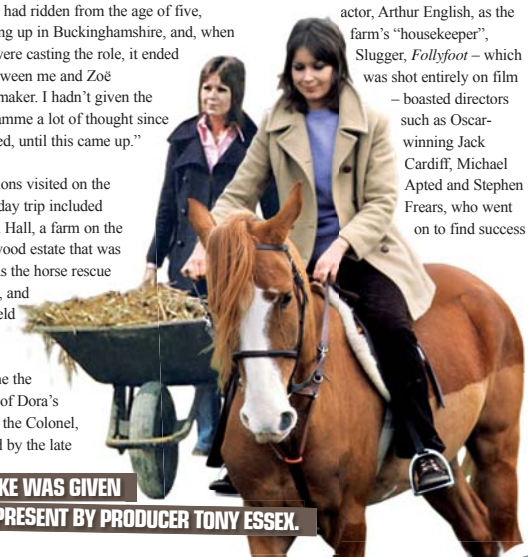 had ridden from the age of five,
ng up in Buckinghamshire, and, when
were casting the role, it ended
ween me and Zoë
maker. I hadn't given the
amme a lot of thought since
ed, until this came up.”
ions visited on the
day trip included
Hall, a farm on the
wood estate that was
as the horse rescue
, and
eld
ne the
of Dora's
the Colonel,
d by the late
KE WAS GIVEN
PRESENT BY PRODUCER TONY ESSEX.
actor, Arthur English, as the
farm's “housekeeper”,
Slugger, Follyfoot – which
was shot entirely on film
– boasted directors
such as Oscar-
winning Jack
Cardiff, Michael
Apted and Stephen
Frears, who went
on to find success